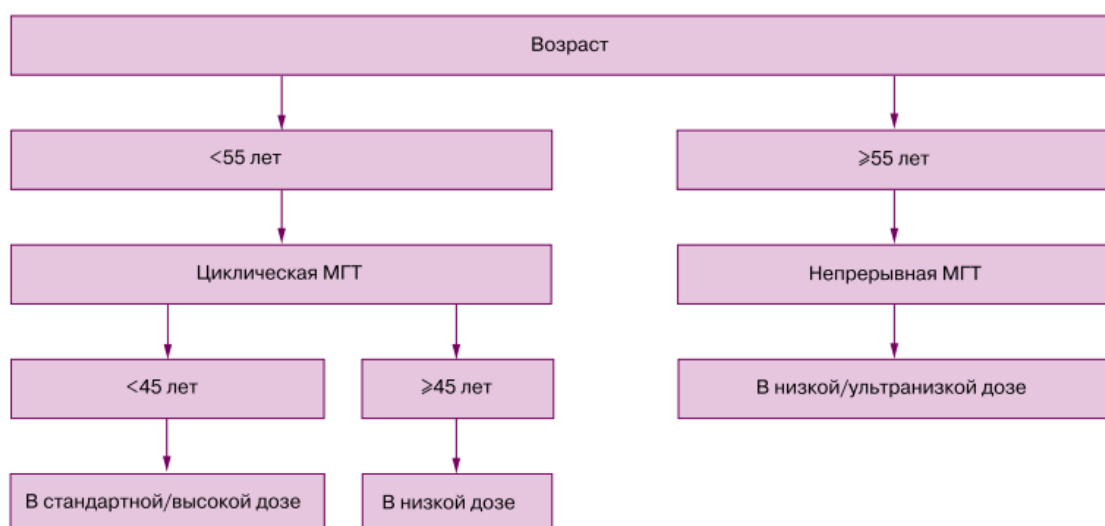 Возраст
<55 лет
⩾55 лет
Циклическая МГТ
Непрерывная МГТ
<45 лет
⩾45 лет
В низкой/ультранизкой дозе
В стандартной/высокой дозе
В низкой дозе